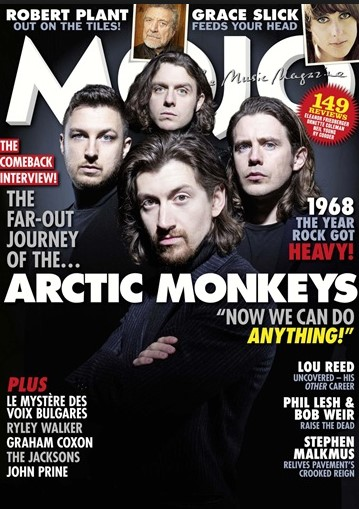 ROBERT PLANT
OUT ON THE TILES!
GRACE SLICK
FEEDS YOUR HEAD
MOJO
The Music Magazine
149
REVIEWS
ELEANOR FRIEDBERGER
ORNETTE COLEMAN
NEIL YOUNG
THE
COMEBACK
INTERVIEW!
THE
FAR-OUT
JOURNEY
OF THE...
1968
THE YEAR
ROCK GOT
HEAVY!
ARCTIC MONKEYS
"NOW WE CAN DO
ANYTHING!"
PLUS
LE MYSTÈRE DES
VOIX BULGARES
RYLEY WALKER
GRAHAM COXON
THE JACKSONS
JOHN PRINE
LOU REED
UNCOVERED – HIS
OTHER CAREER
PHIL LESH &
BOB WEIR
RAISE THE DEAD
STEPHEN
MALKMUS
RELIVES PAVEMENT'S
CROOKED REIGN